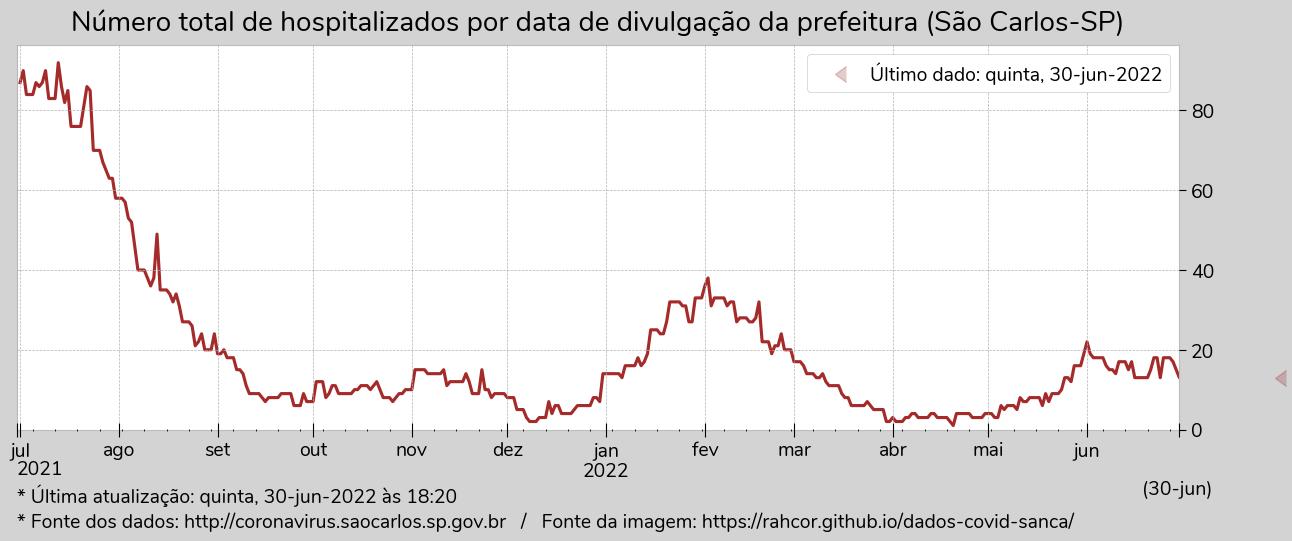 Número total de hospitalizados por data de divulgação da prefeitura (São Carlos-SP)
Último dado: quinta, 30-jun-2022
80
60
40
20
0
jul ago set out nov dez jan fev mar abr mai jun
2021 2022
(30-jun)
* Última atualização: quinta, 30-jun-2022 às 18:20
* Fonte dos dados: http://coronavirus.saocarlos.sp.gov.br / Fonte da imagem: https://rahcor.github.io/dados-covid-sanca/